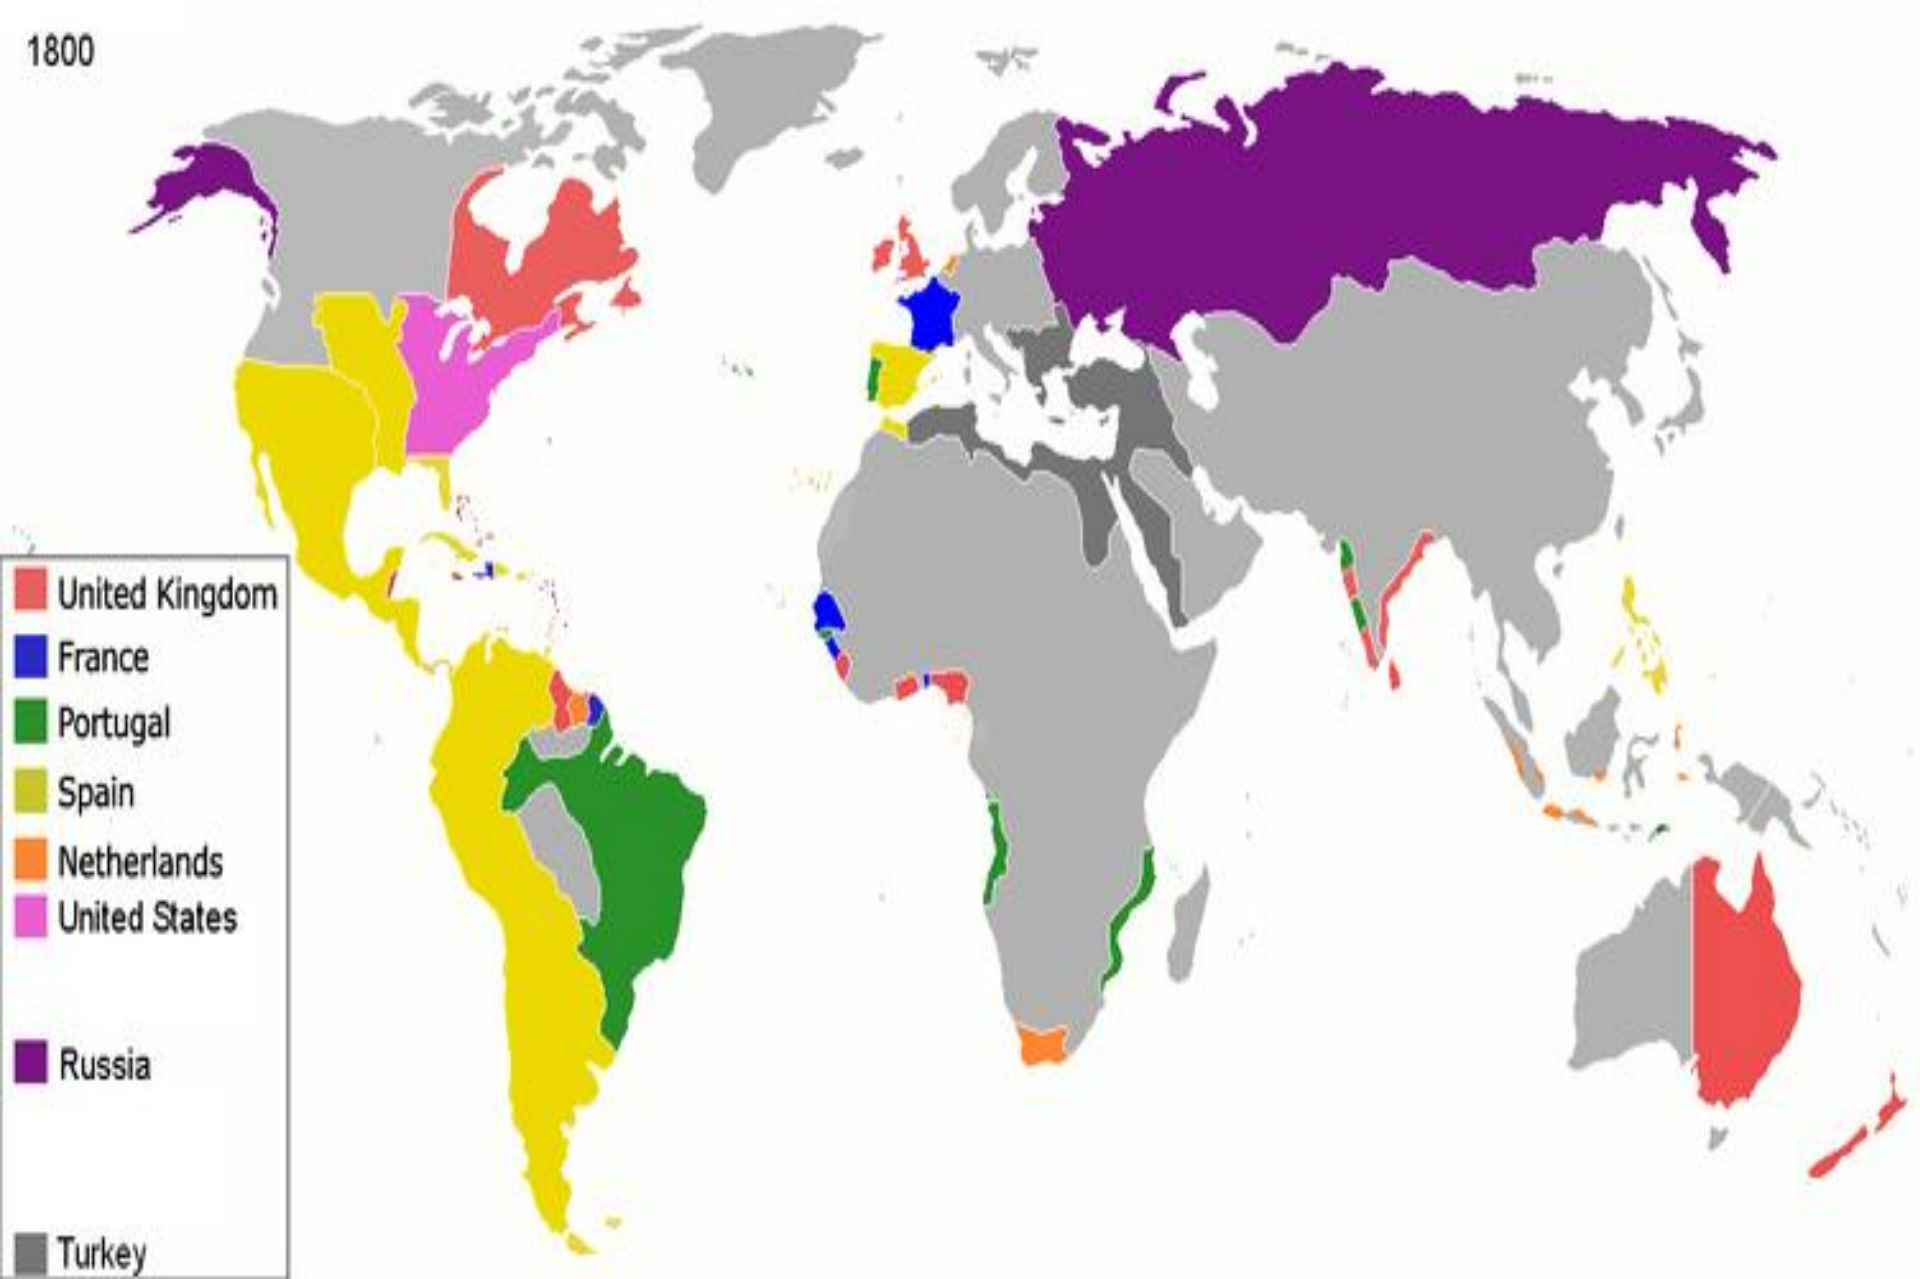 1800
United Kingdom
France
Portugal
Spain
Netherlands
United States
Russia
Turkey